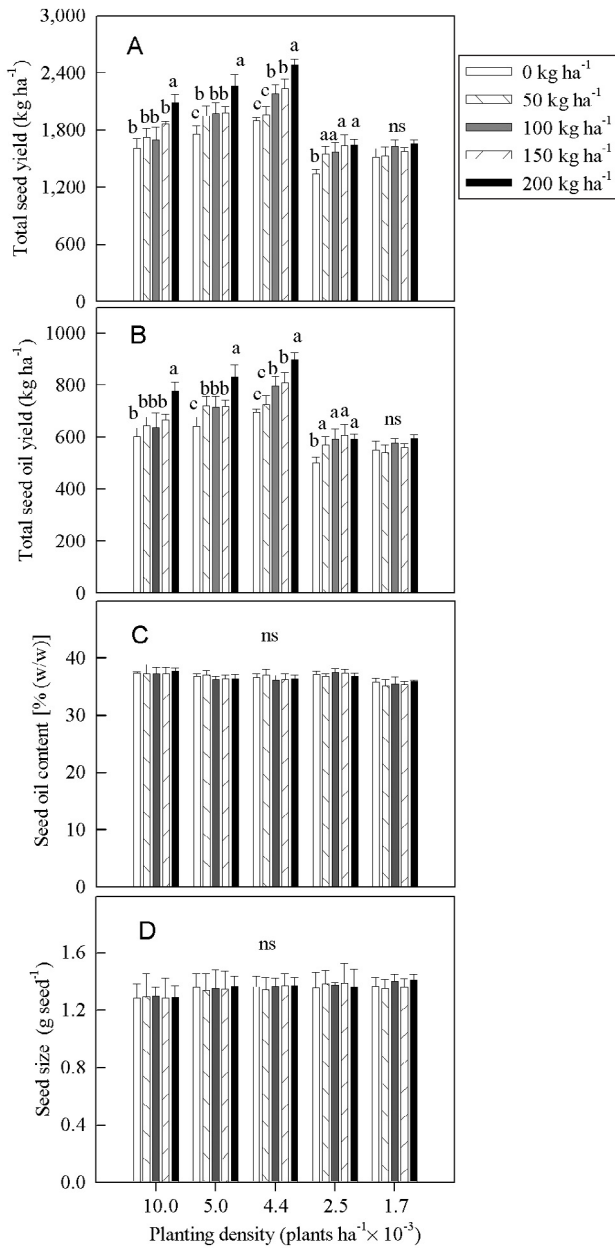 A
3,000
2,400
1,800
1,200
600
0
Total seed yield (kg ha⁻¹)
b bb b a
c b bb a
c c b b a
b aa a a
ns
0 kg ha⁻¹
50 kg ha⁻¹
100 kg ha⁻¹
150 kg ha⁻¹
200 kg ha⁻¹
B
1000
800
600
400
200
0
Total seed oil yield (kg ha⁻¹)
b bbb a
c bbb a
c c b b a
b a a a a
ns
C
40
30
20
10
0
Seed oil content [% (w/w)]
ns
D
1.6
1.2
0.8
0.4
0.0
Seed size (g seed⁻¹)
ns
10.0 5.0 4.4 2.5 1.7
Planting density (plants ha⁻¹× 10⁻³)